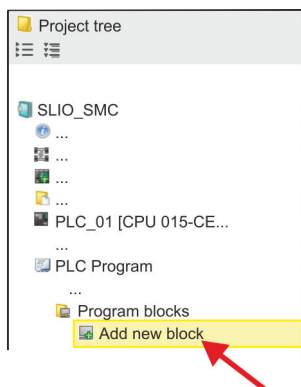 Project tree
SLIO_SMC
...
...
...
...
PLC_01 [CPU 015-CE...
...
PLC Program
...
Program blocks
Add new block